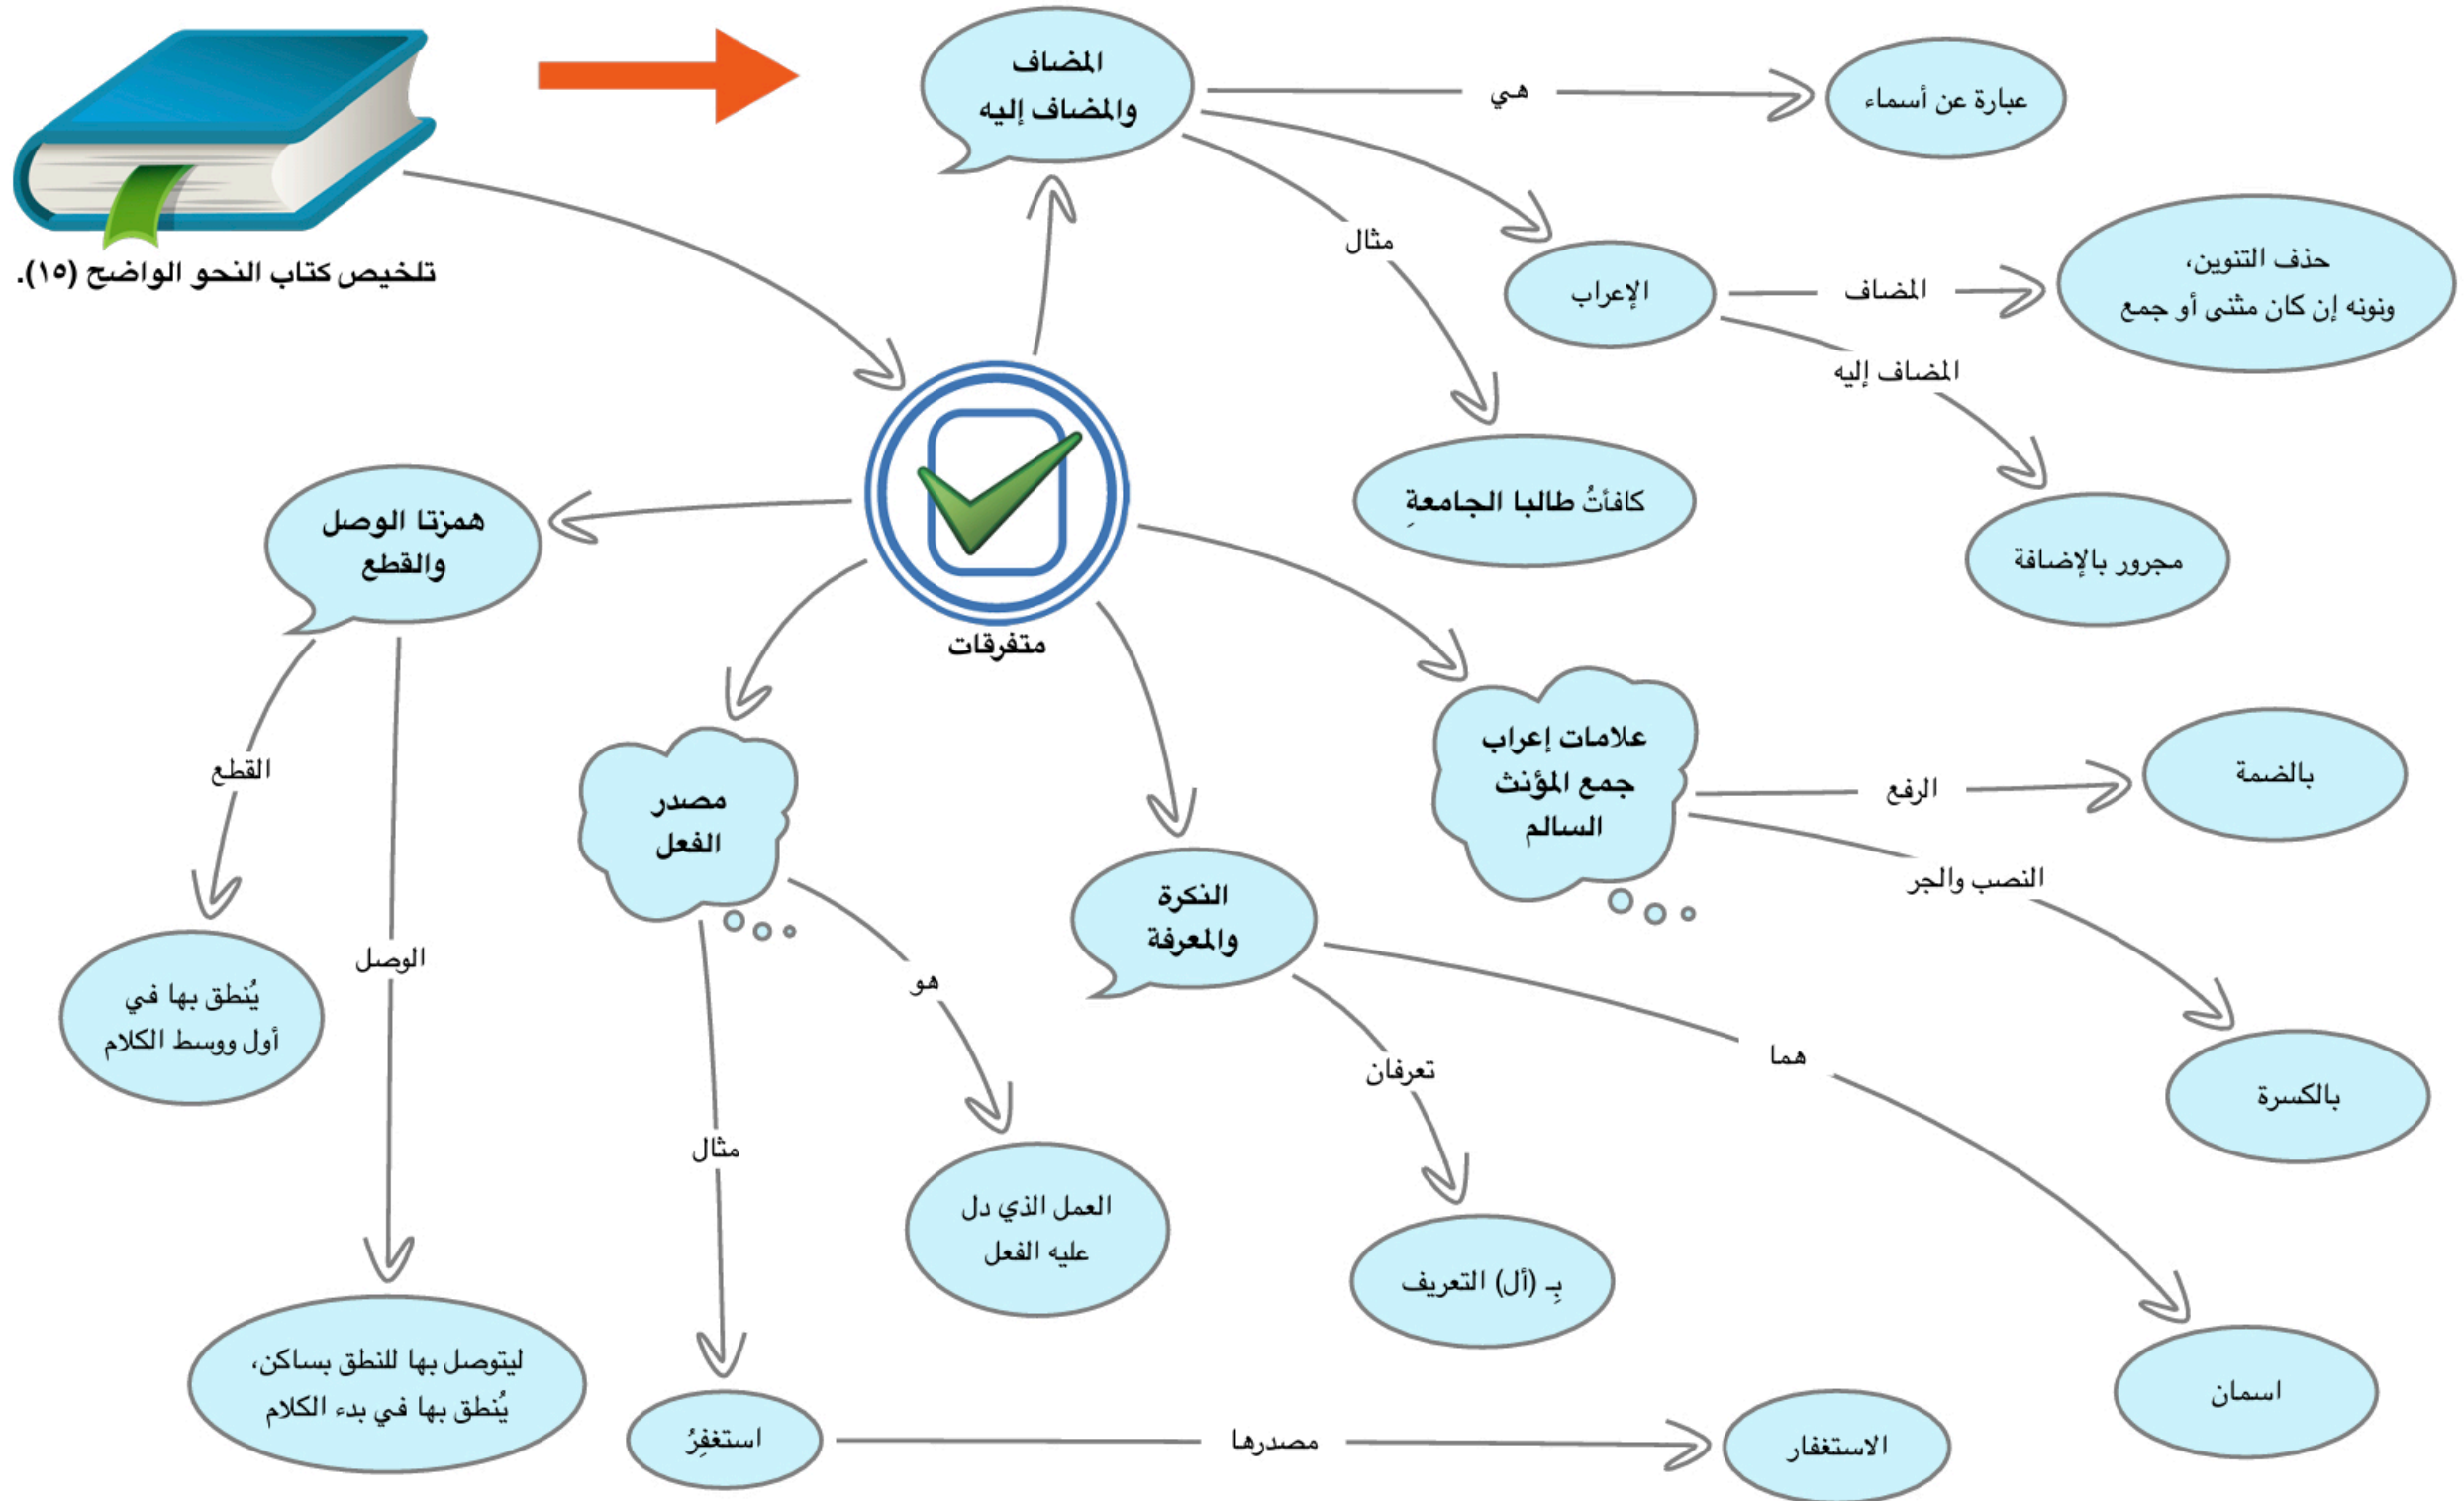 تلخيص كتاب النحو الواضح (١٥).
متفرقات
المضاف
والمضاف إليه
هي
عبارة عن أسماء
الإعراب
المضاف
حذف التنوين،
ونونه إن كان مثنى أو جمع
المضاف إليه
مجرور بالإضافة
مثال
كافأتُ طالبا الجامعةِ
علامات إعراب
جمع المؤنث
السالم
الرفع
بالضمة
النصب والجر
بالكسرة
النكرة
والمعرفة
هما
اسمان
تعرفان
بِـ (أل) التعريف
مصدر
الفعل
هو
العمل الذي دل
عليه الفعل
مثال
استغفِرُ
مصدرها
الاستغفار
همزتا الوصل
والقطع
القطع
يُنطق بها في
أول ووسط الكلام
الوصل
ليتوصل بها للنطق بساكن،
يُنطق بها في بدء الكلام